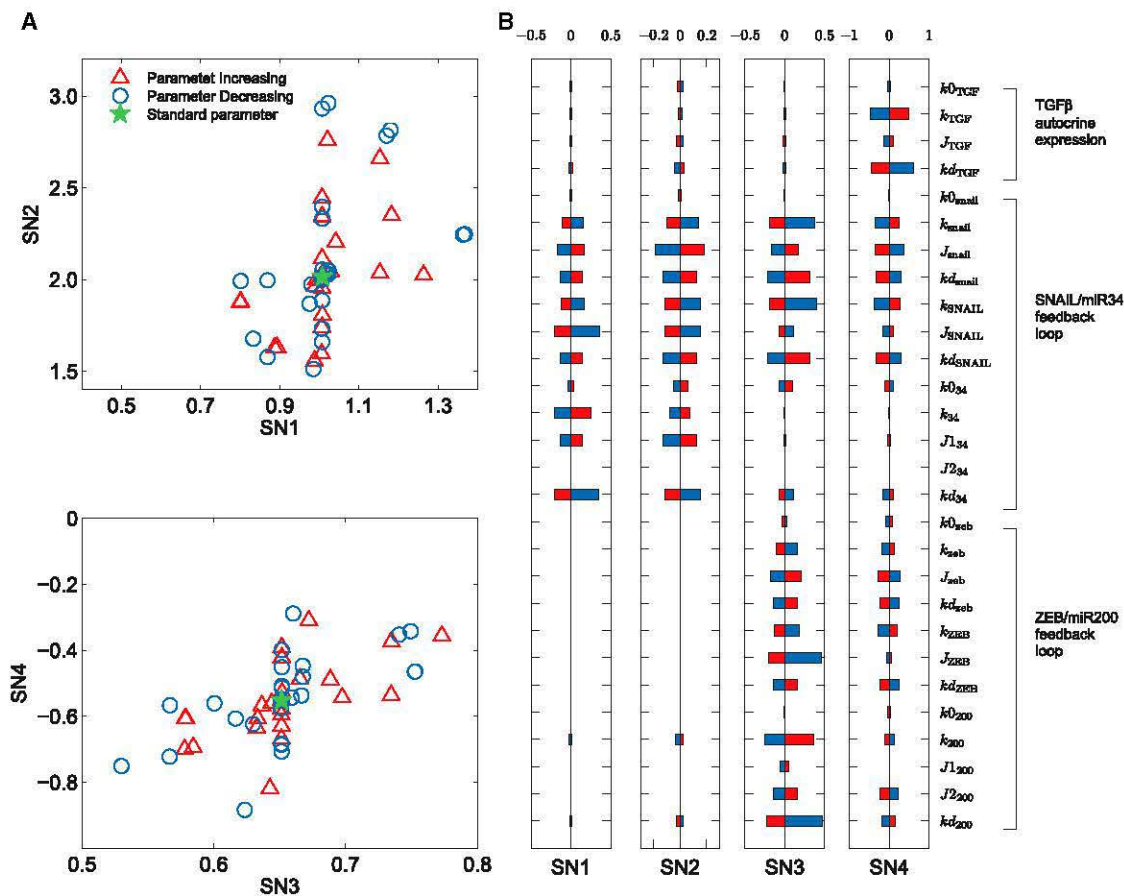 A
B
Parametet Increasing
Parameter Decreasing
Standard parameter
3.0
2.5
2.0
1.5
SN2
0.5 0.7 0.9 1.1 1.3
SN1
0
−0.2
−0.4
−0.6
−0.8
SN4
0.5 0.6 0.7 0.8
SN3
−0.5 0 0.5
−0.2 0 0.2
−0.5 0 0.5
−1 0 1
k0TGF
kTGF
JTGF
kdTGF
k0snail
ksnail
Jsnail
kdsnail
kSNAIL
JSNAIL
kdSNAIL
k034
k34
J134
J234
kd34
k0zeb
kzeb
Jzeb
kdzeb
kZEB
JZEB
kdZEB
k0200
k200
J1200
J2200
kd200
SN1 SN2 SN3 SN4
TGFβ
autocrine
expression
SNAIL/miR34
feedback
loop
ZEB/miR200
feedback
loop